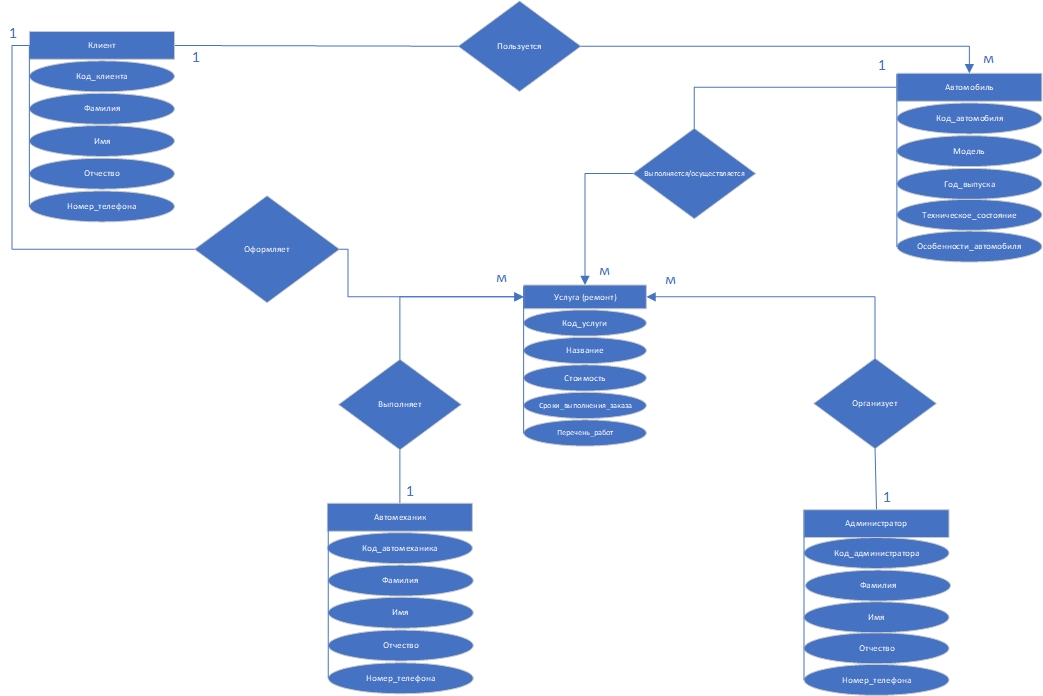 1
Клиент
1
Код_клиента
Фамилия
Имя
Отчество
Номер_телефона
Пользуется
м
1
Автомобиль
Код_автомобиля
Модель
Год_выпуска
Техническое_состояние
Особенности_автомобиля
Выполняется/осуществляется
Оформляет
м
м
м
Услуга (ремонт)
Код_услуги
Название
Стоимость
Сроки_выполнения_заказа
Перечень_работ
Выполняет
Организует
1
Автомеханик
Код_автомеханика
Фамилия
Имя
Отчество
Номер_телефона
1
Администратор
Код_администратора
Фамилия
Имя
Отчество
Номер_телефона